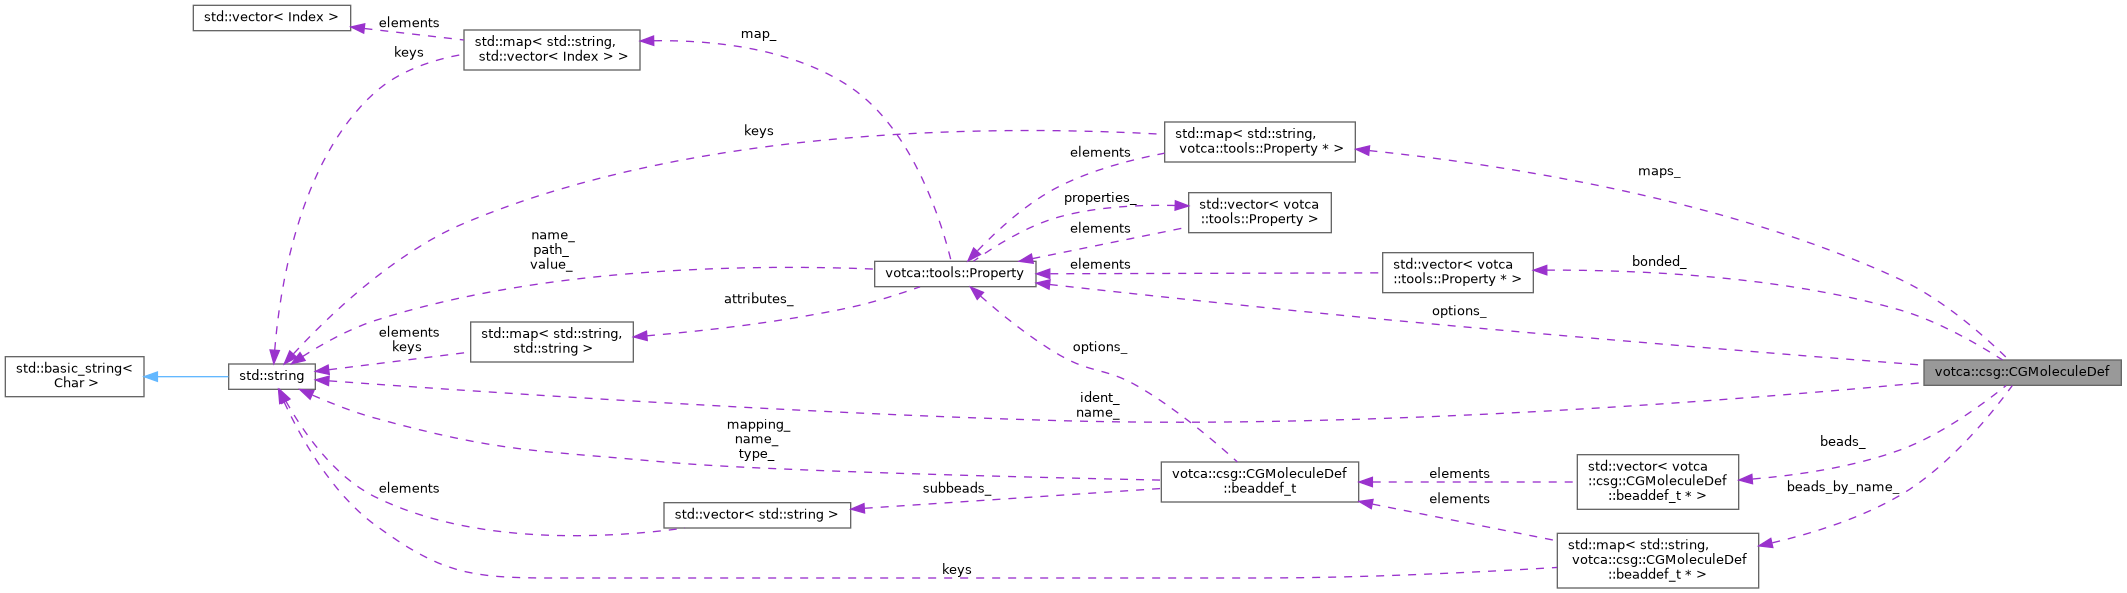 std::vector< Index >
elements
std::map< std::string,
std::vector< Index > >
keys
map_
keys
std::map< std::string,
votca::tools::Property * >
elements
maps_
properties_
std::vector< votca
::tools::Property >
elements
name_
path_
value_
votca::tools::Property
elements
std::vector< votca
::tools::Property * >
bonded_
attributes_
options_
elements
keys
std::map< std::string,
std::string >
std::basic_string<
Char >
std::string
options_
votca::csg::CGMoleculeDef
ident_
name_
mapping_
name_
type_
beads_
votca::csg::CGMoleculeDef
::beaddef_t
elements
std::vector< votca
::csg::CGMoleculeDef
::beaddef_t * >
elements
subbeads_
std::vector< std::string >
elements
beads_by_name_
std::map< std::string,
votca::csg::CGMoleculeDef
::beaddef_t * >
keys